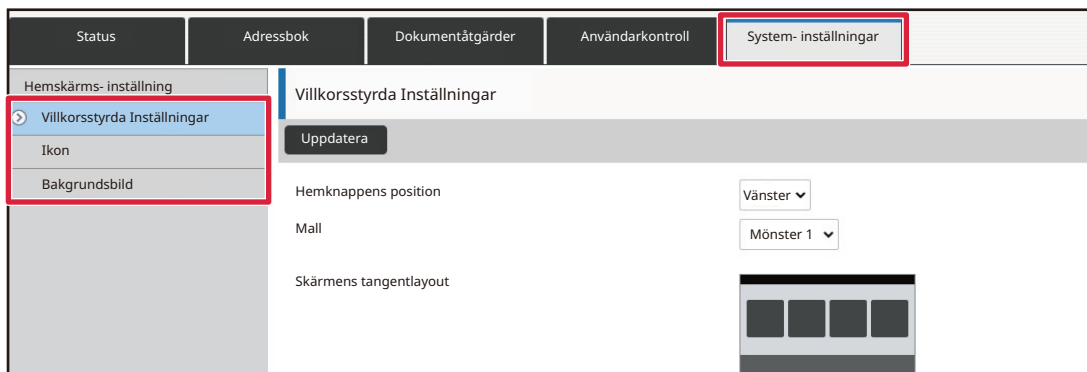 Status
Adressbok
Dokumentåtgärder
Användarkontroll
System- inställningar
Hemskärms- inställning
Villkorsstyrda Inställningar
Ikon
Bakgrundsbild
Villkorsstyrda Inställningar
Uppdatera
Hemknappens position
Vänster
Mall
Mönster 1
Skärmens tangentlayout